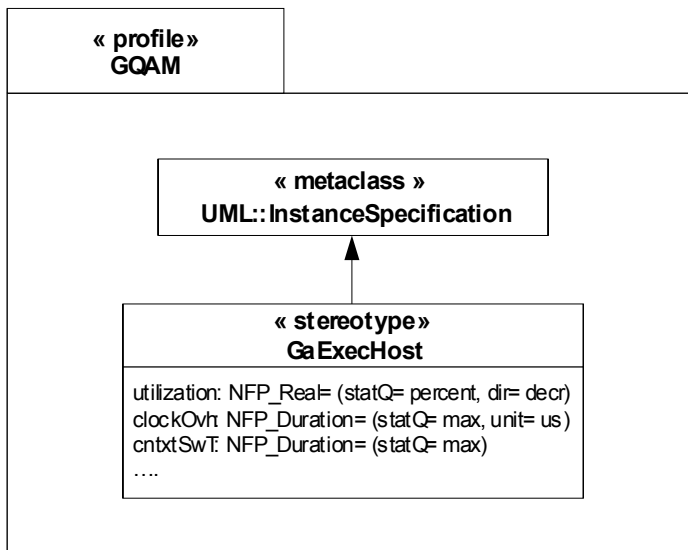 « profile»
GQAM
« metaclass »
UML::InstanceSpecification
« stereotype»
GaExecHost
utilization: NFP_Real= (statQ= percent, dir= decr)
clockOvh: NFP_Duration= (statQ= max, unit= us)
cntxtSwT: NFP_Duration= (statQ= max)
….